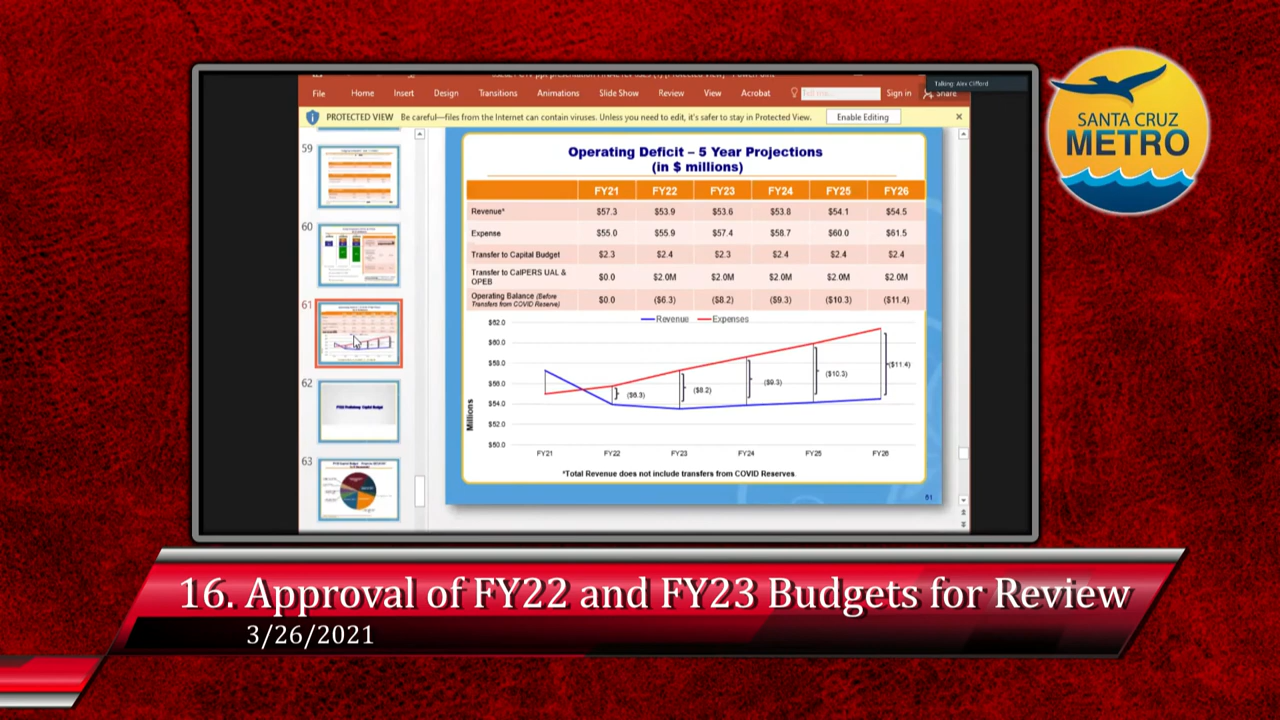 Talking: Alex Clifford
File Home Insert Design Transitions Animations Slide Show Review View Acrobat Sign in Share
PROTECTED VIEW Be careful—files from the Internet can contain viruses. Unless you need to edit, it's safer to stay in Protected View. Enable Editing
SANTA CRUZ
METRO
59
60
61
62
63
Operating Deficit – 5 Year Projections
(in $ millions)
FY21 FY22 FY23 FY24 FY25 FY26
Revenue* $57.3 $53.9 $53.6 $53.8 $54.1 $54.5
Expense $55.0 $55.9 $57.4 $58.7 $60.0 $61.5
Transfer to Capital Budget $2.3 $2.4 $2.3 $2.4 $2.4 $2.4
Transfer to CalPERS UAL &
OPEB $0.0 $2.0M $2.0M $2.0M $2.0M $2.0M
Operating Balance (Before
Transfers from COVID Reserve) $0.0 ($6.3) ($8.2) ($9.3) ($10.3) ($11.4)
Revenue Expenses
$62.0
$60.0
$58.0
$56.0
$54.0
$52.0
$50.0
Millions
($6.3) ($8.2) ($9.3) ($10.3) ($11.4)
FY21 FY22 FY23 FY24 FY25 FY26
*Total Revenue does not include transfers from COVID Reserves
61
16. Approval of FY22 and FY23 Budgets for Review
3/26/2021